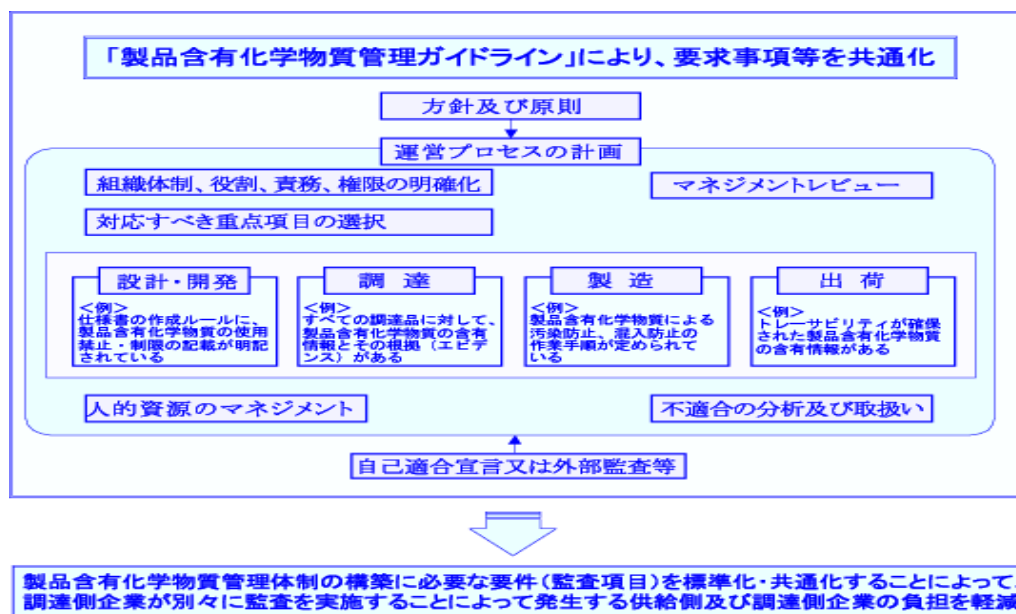 「製品含有化学物質管理ガイドライン」により、要求事項等を共通化
方針及び原則
運営プロセスの計画
組織体制、役割、責務、権限の明確化
マネジメントレビュー
対応すべき重点項目の選択
設計・開発
<例>
仕様書の作成ルールに、
製品含有化学物質の使用
禁止・制限の記載が明記
されている
調 達
<例>
すべての調達品に対して、
製品含有化学物質の含有
情報とその根拠(エビデ
ンス)がある
製 造
<例>
製品含有化学物質による
汚染防止、混入防止の
作業手順が定められて
いる
出 荷
<例>
トレーサビリティが確保
された製品含有化学物質
の含有情報がある
人的資源のマネジメント
不適合の分析及び取扱い
自己適合宣言又は外部監査等
製品含有化学物質管理体制の構築に必要な要件(監査項目)を標準化・共通化することによって、
調達側企業が別々に監査を実施することによって発生する供給側及び調達側企業の負担を軽減